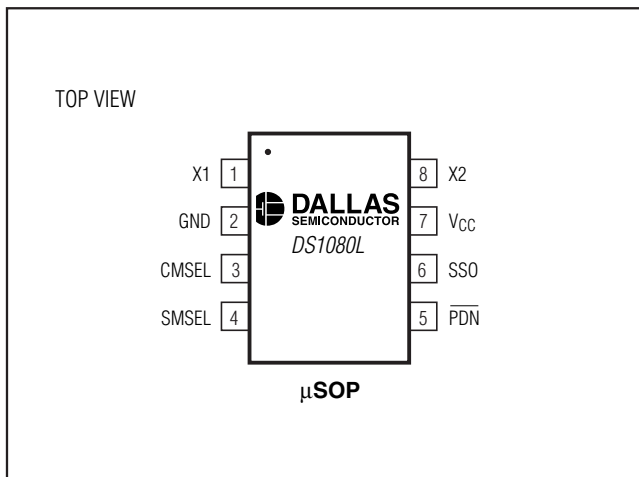 TOP VIEW
X1 1
8 X2
DALLAS
SEMICONDUCTOR
GND 2
7 VCC
DS1080L
CMSEL 3
6 SSO
SMSEL 4
5 P̅D̅N̅
µSOP